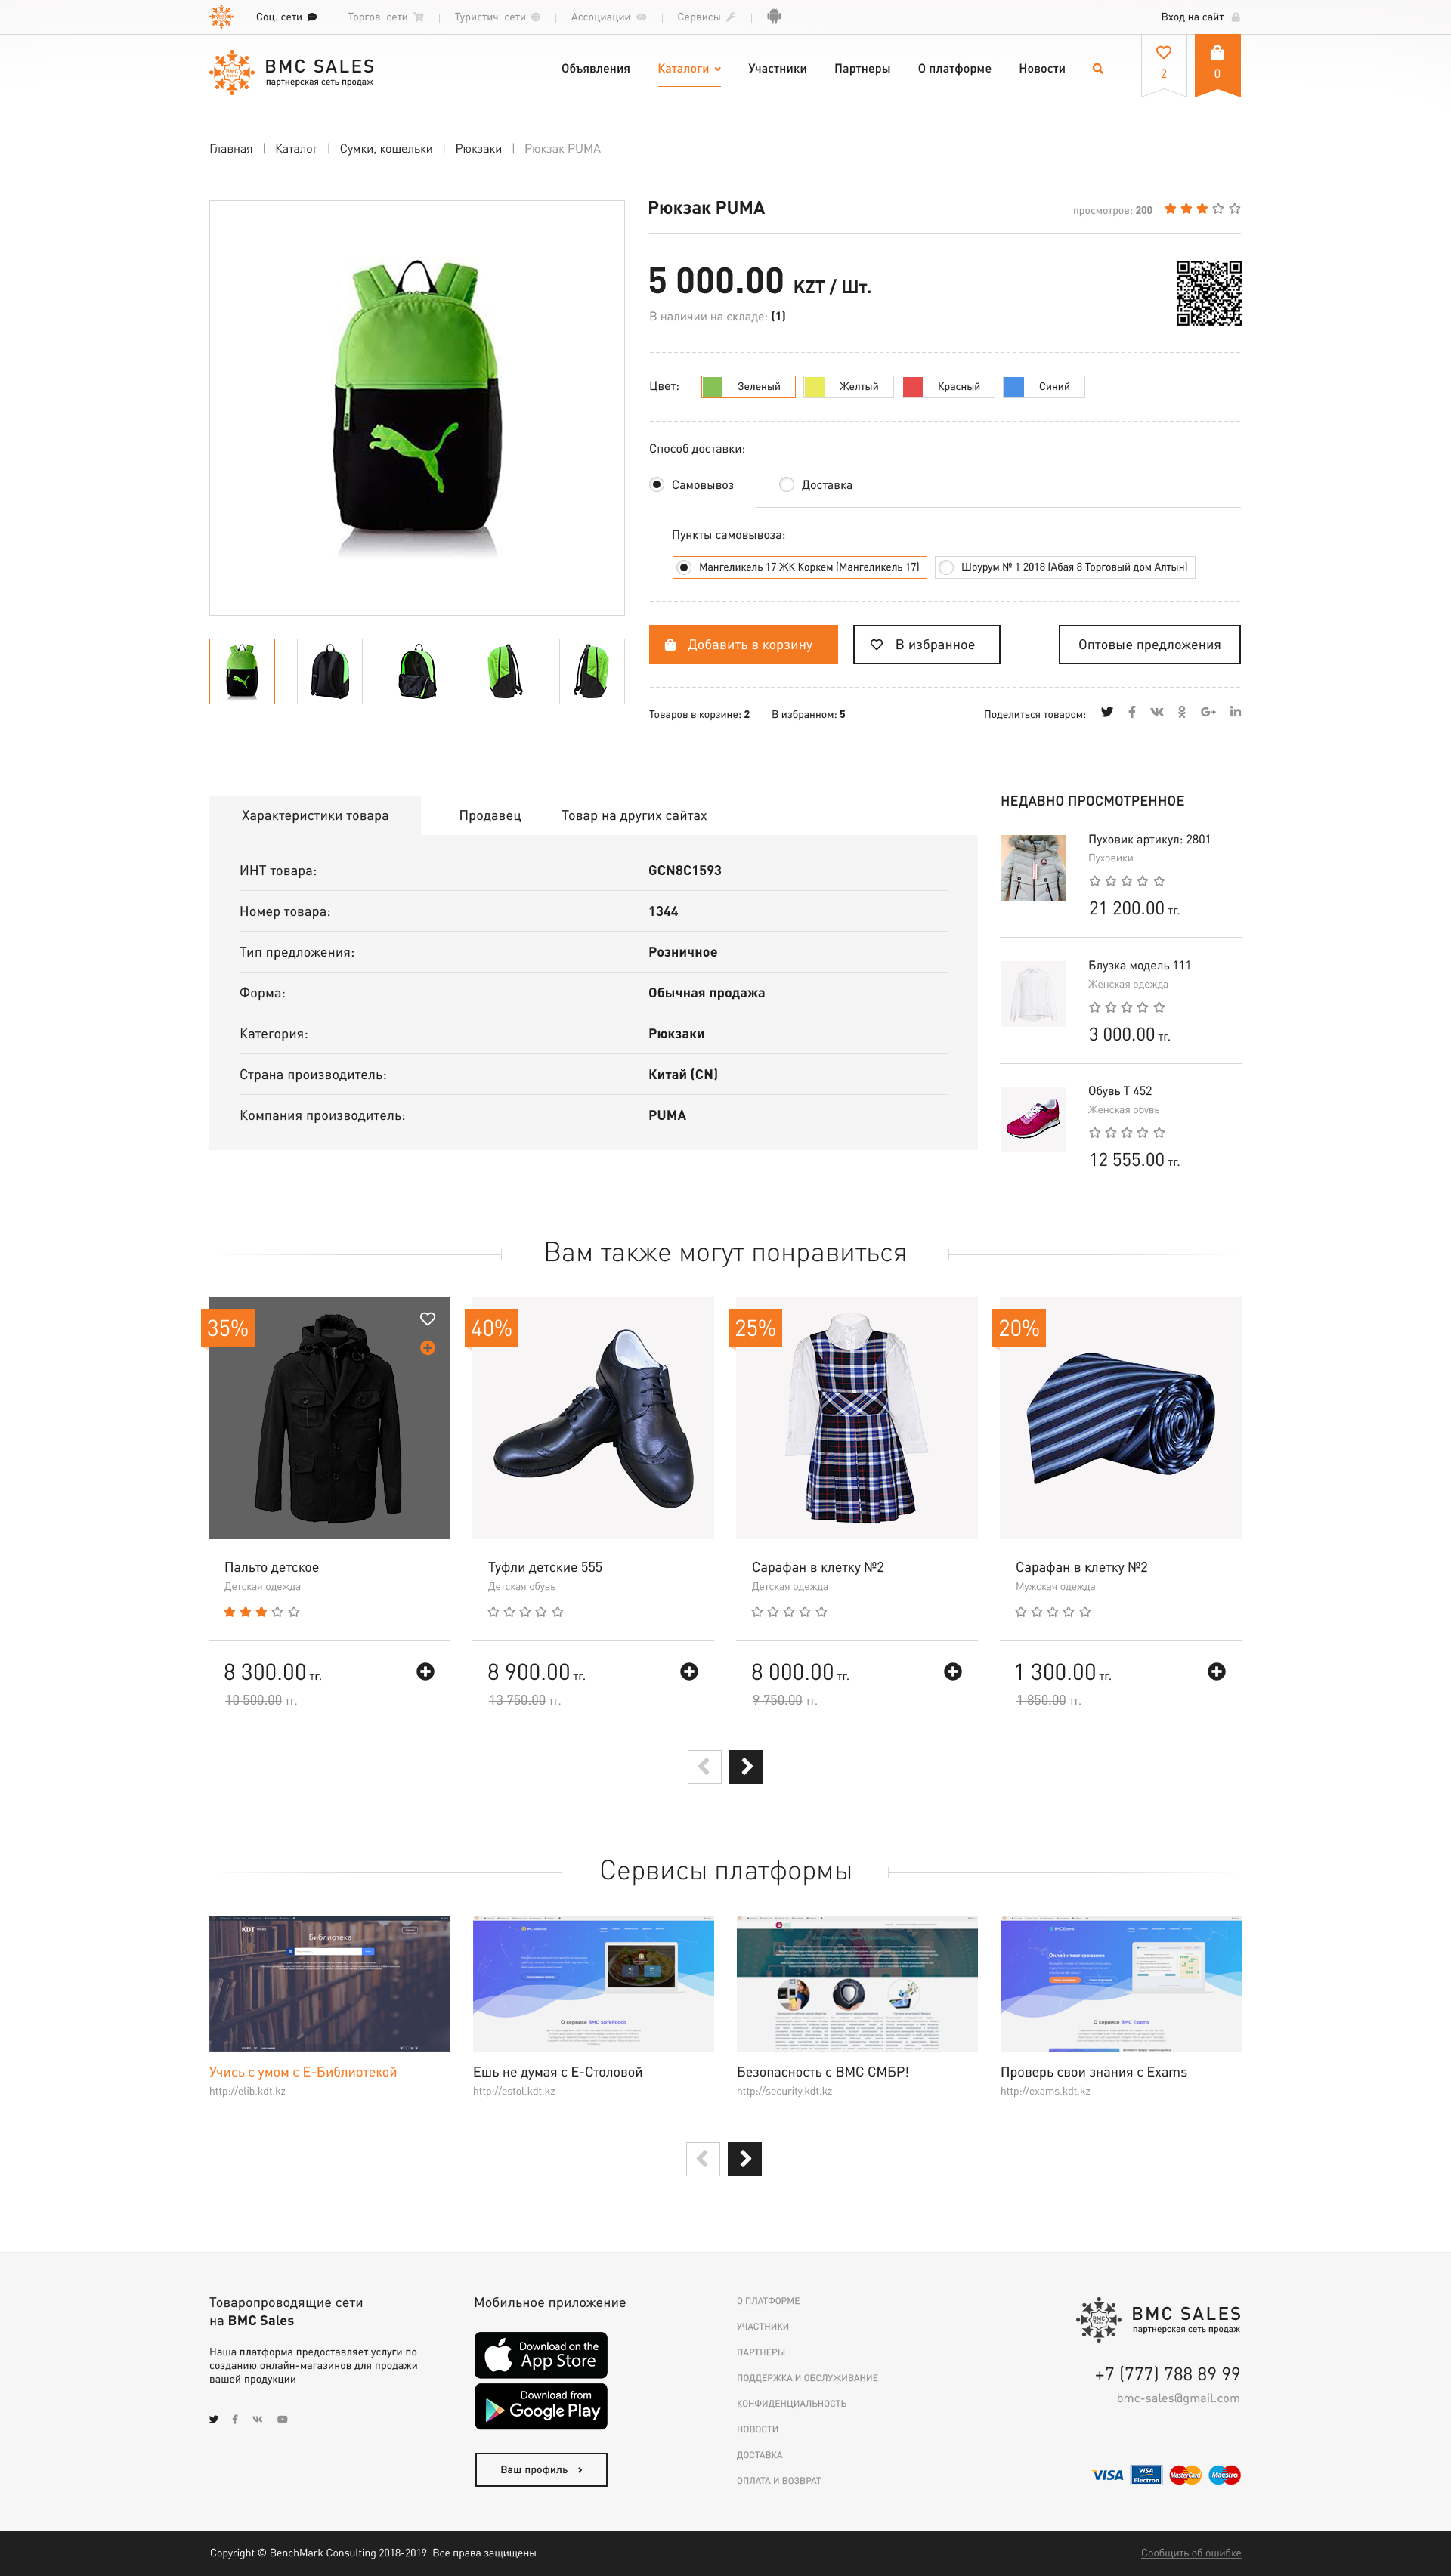 Соц. сети
Торгов. сети
Туристич. сети
Ассоциации
Сервисы
Вход на сайт
BMC SALES
партнерская сеть продаж
Объявления
Каталоги
Участники
Партнеры
О платформе
Новости
2
0
Главная | Каталог | Сумки, кошельки | Рюкзаки | Рюкзак PUMA
Рюкзак PUMA
просмотров: 200
5 000.00 KZT / Шт.
В наличии на складе: (1)
Цвет:
Зеленый
Желтый
Красный
Синий
Способ доставки:
Самовывоз
Доставка
Пункты самовывоза:
Мангеликель 17 ЖК Коркем (Мангеликель 17)
Шоурум № 1 2018 (Абая 8 Торговый дом Алтын)
Добавить в корзину
В избранное
Оптовые предложения
Товаров в корзине: 2
В избранном: 5
Поделиться товаром:
Характеристики товара
Продавец
Товар на других сайтах
ИНТ товара: GCN8C1593
Номер товара: 1344
Тип предложения: Розничное
Форма: Обычная продажа
Категория: Рюкзаки
Страна производитель: Китай (CN)
Компания производитель: PUMA
НЕДАВНО ПРОСМОТРЕННОЕ
Пуховик артикул: 2801
Пуховики
21 200.00 тг.
Блузка модель 111
Женская одежда
3 000.00 тг.
Обувь Т 452
Женская обувь
12 555.00 тг.
Вам также могут понравиться
35%
Пальто детское
Детская одежда
8 300.00 тг.
10 500.00 тг.
40%
Туфли детские 555
Детская обувь
8 900.00 тг.
13 750.00 тг.
25%
Сарафан в клетку №2
Детская одежда
8 000.00 тг.
9 750.00 тг.
20%
Сарафан в клетку №2
Мужская одежда
1 300.00 тг.
1 850.00 тг.
Сервисы платформы
KDT
Библиотека
Учись с умом с Е-Библиотекой
http://elib.kdt.kz
О сервисе BMC SafeFoods
Ешь не думая с Е-Столовой
http://estol.kdt.kz
Безопасность с BMC СМБР!
http://security.kdt.kz
Онлайн тестирование
О сервисе BMC Exams
Проверь свои знания с Exams
http://exams.kdt.kz
Товаропроводящие сети
на BMC Sales
Наша платформа предоставляет услуги по
созданию онлайн-магазинов для продажи
вашей продукции
Мобильное приложение
Download on the
App Store
Download from
Google Play
Ваш профиль
О ПЛАТФОРМЕ
УЧАСТНИКИ
ПАРТНЕРЫ
ПОДДЕРЖКА И ОБСЛУЖИВАНИЕ
КОНФИДЕНЦИАЛЬНОСТЬ
НОВОСТИ
ДОСТАВКА
ОПЛАТА И ВОЗВРАТ
BMC SALES
партнерская сеть продаж
+7 (777) 788 89 99
bmc-sales@gmail.com
VISA
VISA
Electron
MasterCard
Maestro
Copyright © BenchMark Consulting 2018-2019. Все права защищены
Сообщить об ошибке